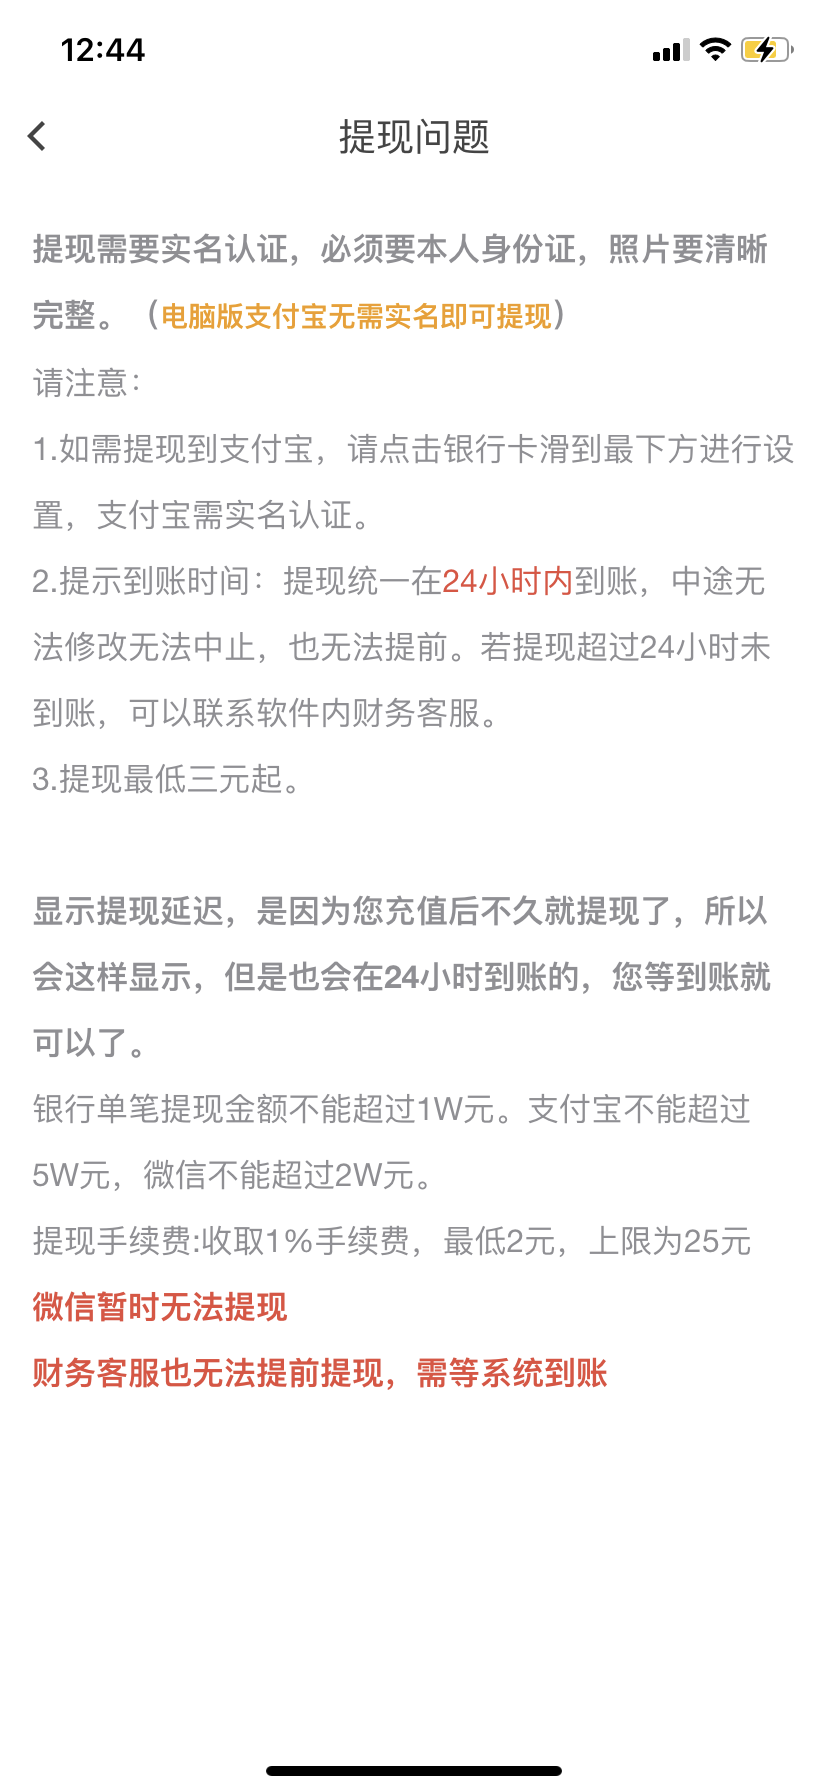 12:44
提现问题
提现需要实名认证，必须要本人身份证，照片要清晰
完整。（电脑版支付宝无需实名即可提现）
请注意：
1.如需提现到支付宝，请点击银行卡滑到最下方进行设
置，支付宝需实名认证。
2.提示到账时间：提现统一在24小时内到账，中途无
法修改无法中止，也无法提前。若提现超过24小时未
到账，可以联系软件内财务客服。
3.提现最低三元起。
显示提现延迟，是因为您充值后不久就提现了，所以
会这样显示，但是也会在24小时到账的，您等到账就
可以了。
银行单笔提现金额不能超过1W元。支付宝不能超过
5W元，微信不能超过2W元。
提现手续费:收取1%手续费，最低2元，上限为25元
微信暂时无法提现
财务客服也无法提前提现，需等系统到账